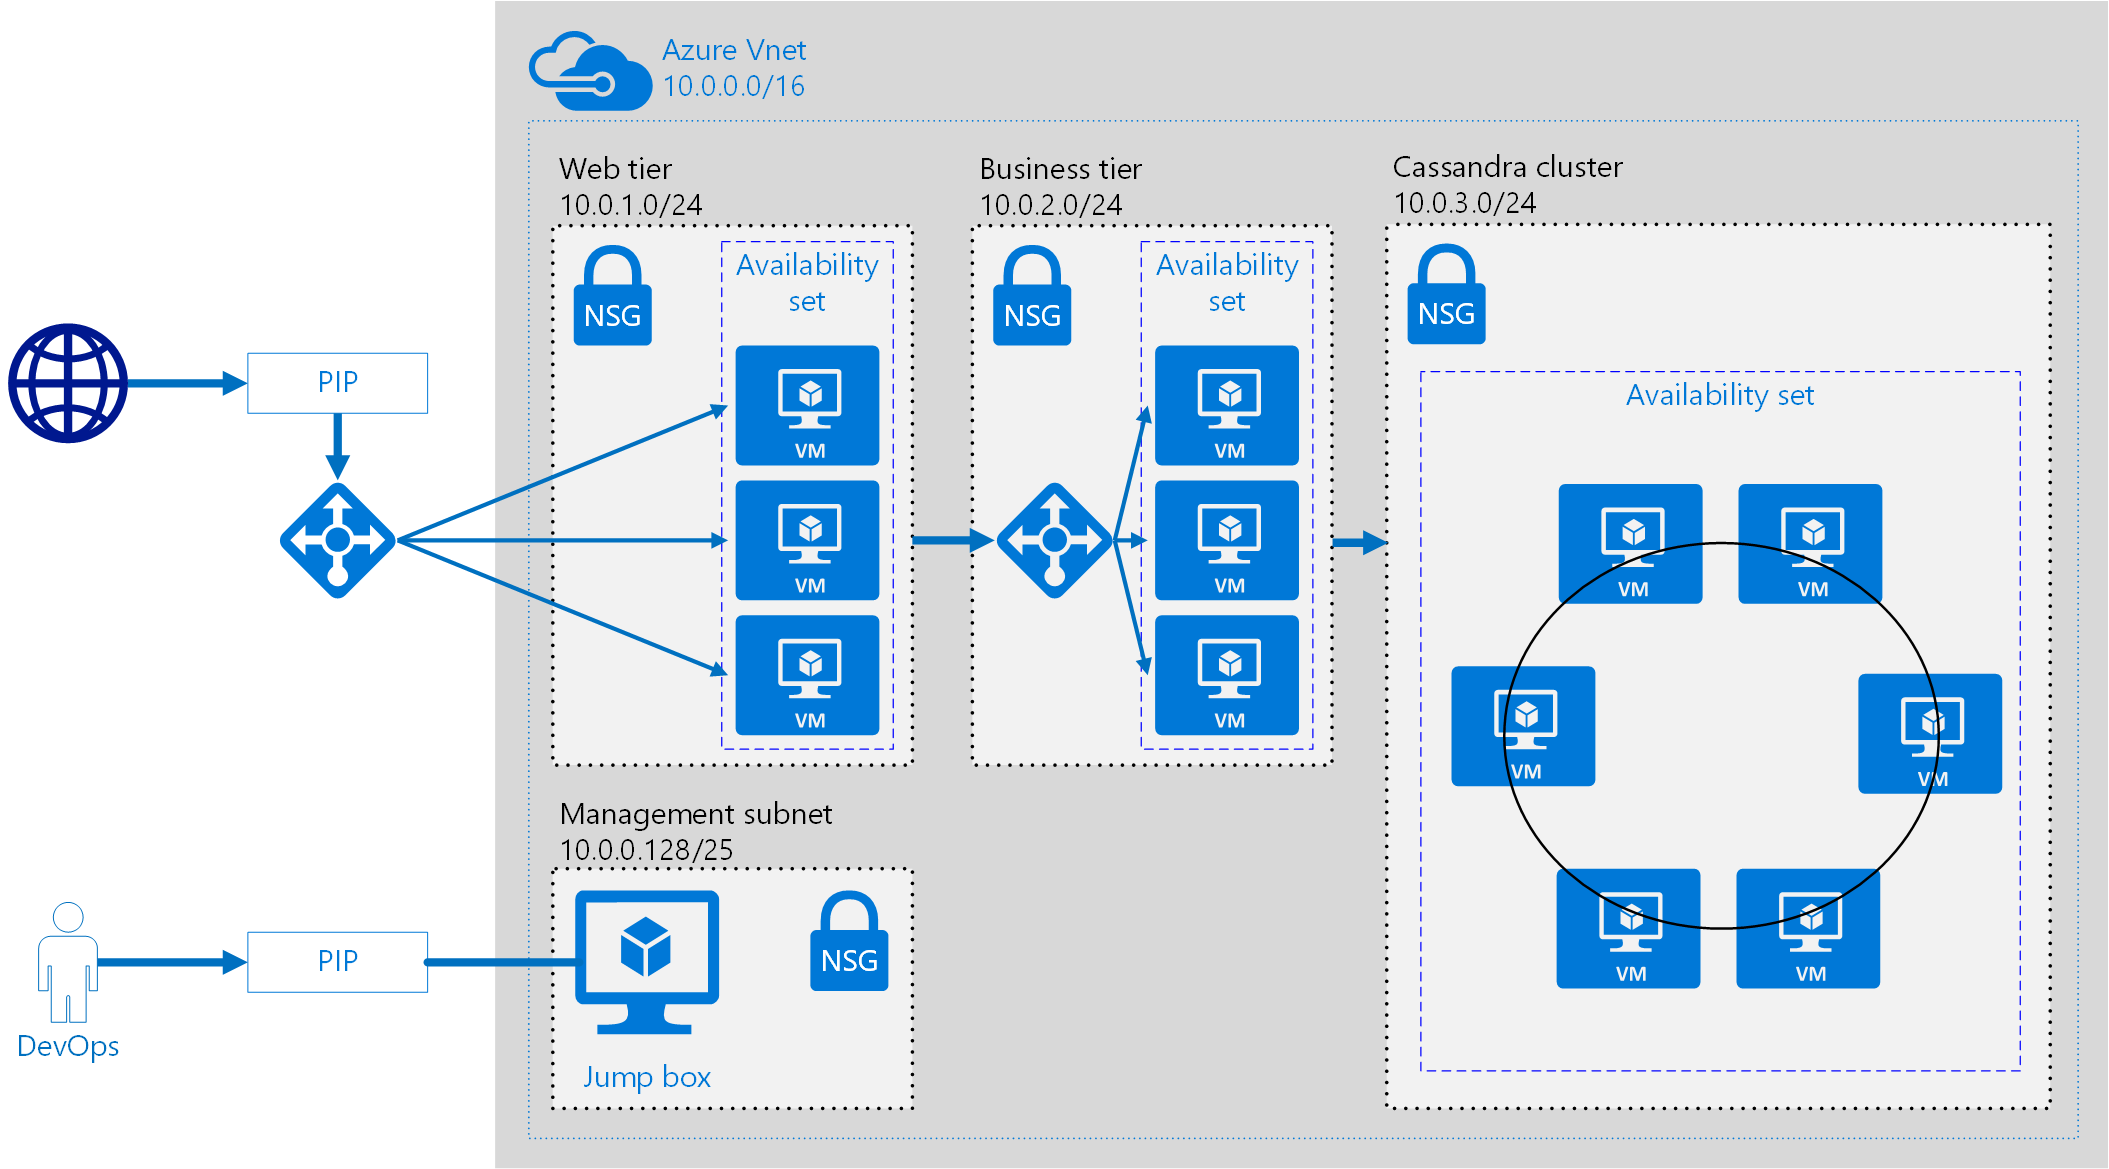 Azure Vnet
10.0.0.0/16
Web tier
10.0.1.0/24
NSG
Availability
set
VM
VM
VM
Business tier
10.0.2.0/24
NSG
Availability
set
VM
VM
VM
Cassandra cluster
10.0.3.0/24
NSG
Availability set
VM
VM
VM
VM
VM
VM
PIP
Management subnet
10.0.0.128/25
NSG
Jump box
PIP
DevOps